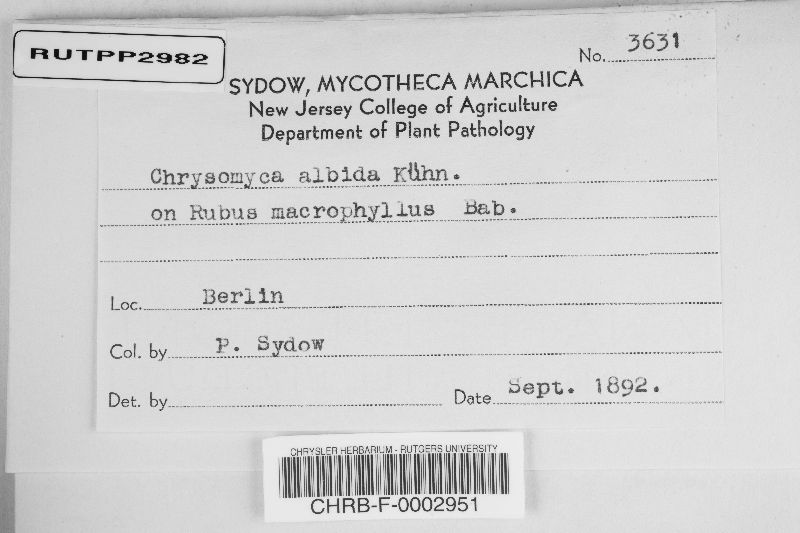 RUTPP2982
No. 3631
SYDOW, MYCOTHECA MARCHICA
New Jersey College of Agriculture
Department of Plant Pathology
Chrysomyca albida Kühn.
on Rubus macrophyllus Bab.
Loc. Berlin
Col. by P. Sydow
Det. by
Date Sept. 1892.
CHRYSLER HERBARIUM - RUTGERS UNIVERSITY
CHRB-F-0002951